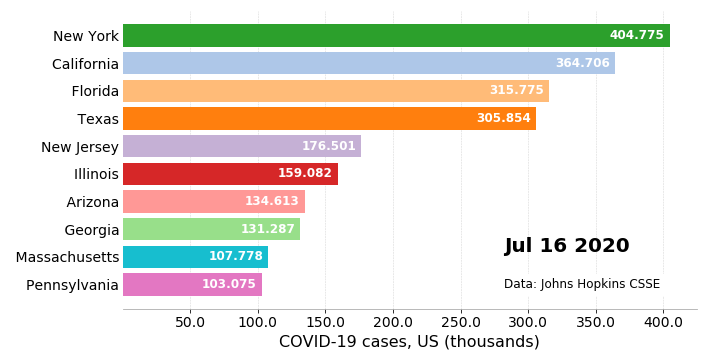 New York 404.775
California 364.706
Florida 315.775
Texas 305.854
New Jersey 176.501
Illinois 159.082
Arizona 134.613
Georgia 131.287
Massachusetts 107.778
Pennsylvania 103.075
Jul 16 2020
Data: Johns Hopkins CSSE
50.0 100.0 150.0 200.0 250.0 300.0 350.0 400.0
COVID-19 cases, US (thousands)